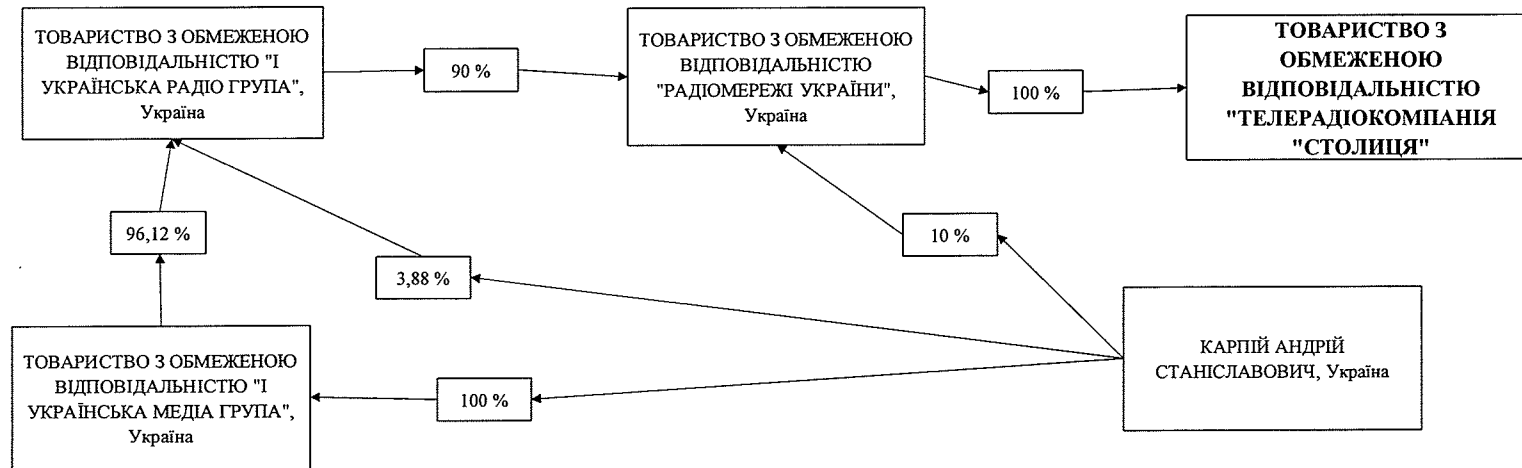 ТОВАРИСТВО З ОБМЕЖЕНОЮ
ВІДПОВІДАЛЬНІСТЮ "І
УКРАЇНСЬКА РАДІО ГРУПА",
Україна
90 %
ТОВАРИСТВО З ОБМЕЖЕНОЮ
ВІДПОВІДАЛЬНІСТЮ
"РАДІОМЕРЕЖІ УКРАЇНИ",
Україна
100 %
ТОВАРИСТВО З
ОБМЕЖЕНОЮ
ВІДПОВІДАЛЬНІСТЮ
"ТЕЛЕРАДІОКОМПАНІЯ
"СТОЛИЦЯ"
96,12 %
3,88 %
10 %
ТОВАРИСТВО З ОБМЕЖЕНОЮ
ВІДПОВІДАЛЬНІСТЮ "І
УКРАЇНСЬКА МЕДІА ГРУПА",
Україна
100 %
КАРПІЙ АНДРІЙ
СТАНІСЛАВОВИЧ, Україна